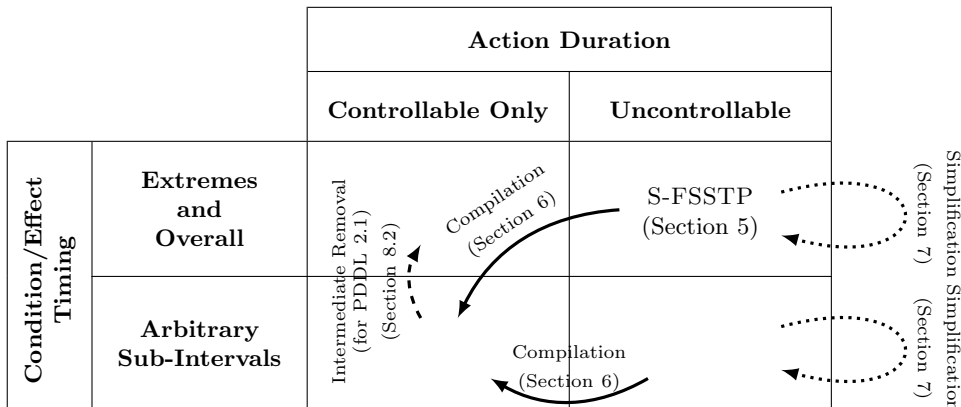 Action Duration
Controllable Only
Uncontrollable
Condition/Effect
Timing
Extremes
and
Overall
Intermediate Removal
(for PDDL 2.1)
(Section 8.2)
Compilation
(Section 6)
S-FSSTP
(Section 5)
Simplification
(Section 7)
Arbitrary
Sub-Intervals
Compilation
(Section 6)
Simplification
(Section 7)